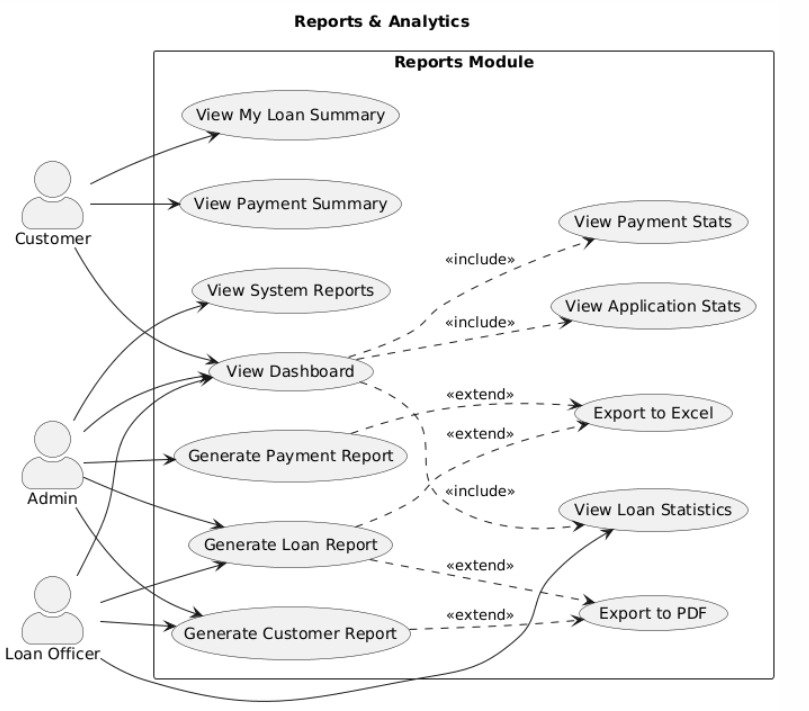 Reports & Analytics
Reports Module
View My Loan Summary
View Payment Summary
Customer
View Payment Stats
«include»
View System Reports
View Application Stats
«include»
View Dashboard
«extend»
Export to Excel
«extend»
Generate Payment Report
Admin
«include»
View Loan Statistics
Generate Loan Report
«extend»
«extend»
Export to PDF
Generate Customer Report
Loan Officer